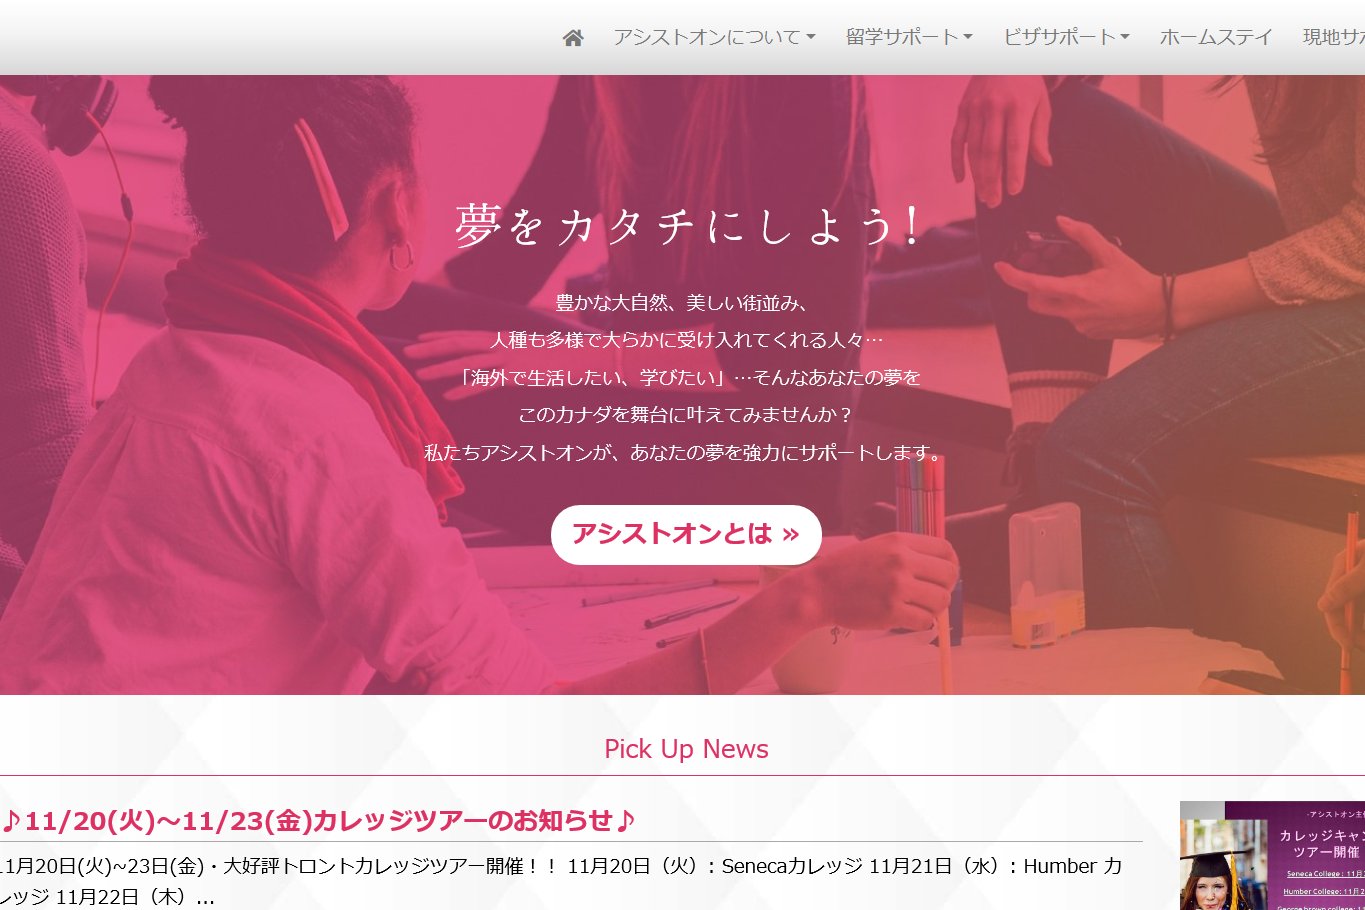 アシストオンについて
留学サポート
ビザサポート
ホームステイ
現地サポ
夢をカタチにしよう!
豊かな大自然、美しい街並み、
人種も多様で大らかに受け入れてくれる人々…
「海外で生活したい、学びたい」…そんなあなたの夢を
このカナダを舞台に叶えてみませんか？
私たちアシストオンが、あなたの夢を強力にサポートします。
アシストオンとは »
Pick Up News
♪11/20(火)～11/23(金)カレッジツアーのお知らせ♪
11月20日(火)~23日(金)・大好評トロントカレッジツアー開催！！ 11月20日（火）: Senecaカレッジ 11月21日（水）: Humber カ
レッジ 11月22日（木）...
-アシストオン主
カレッジキャン
ツアー開催
Seneca College : 11月
Humber College: 11月2
George brown college: